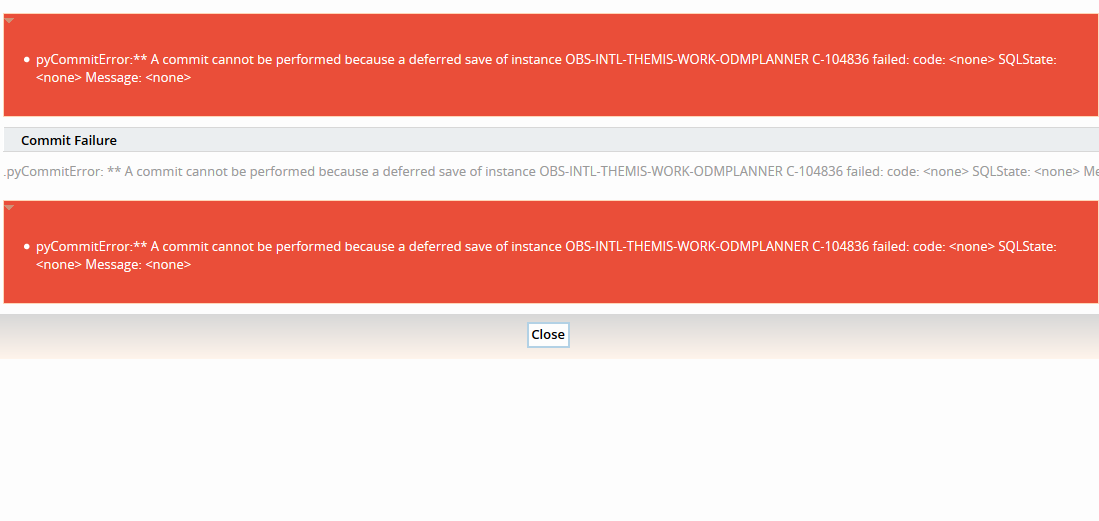 pyCommitError:** A commit cannot be performed because a deferred save of instance OBS-INTL-THEMIS-WORK-ODMPLANNER C-104836 failed: code: <none> SQLState:
<none> Message: <none>
Commit Failure
.pyCommitError: ** A commit cannot be performed because a deferred save of instance OBS-INTL-THEMIS-WORK-ODMPLANNER C-104836 failed: code: <none> SQLState: <none> Me
pyCommitError:** A commit cannot be performed because a deferred save of instance OBS-INTL-THEMIS-WORK-ODMPLANNER C-104836 failed: code: <none> SQLState:
<none> Message: <none>
Close